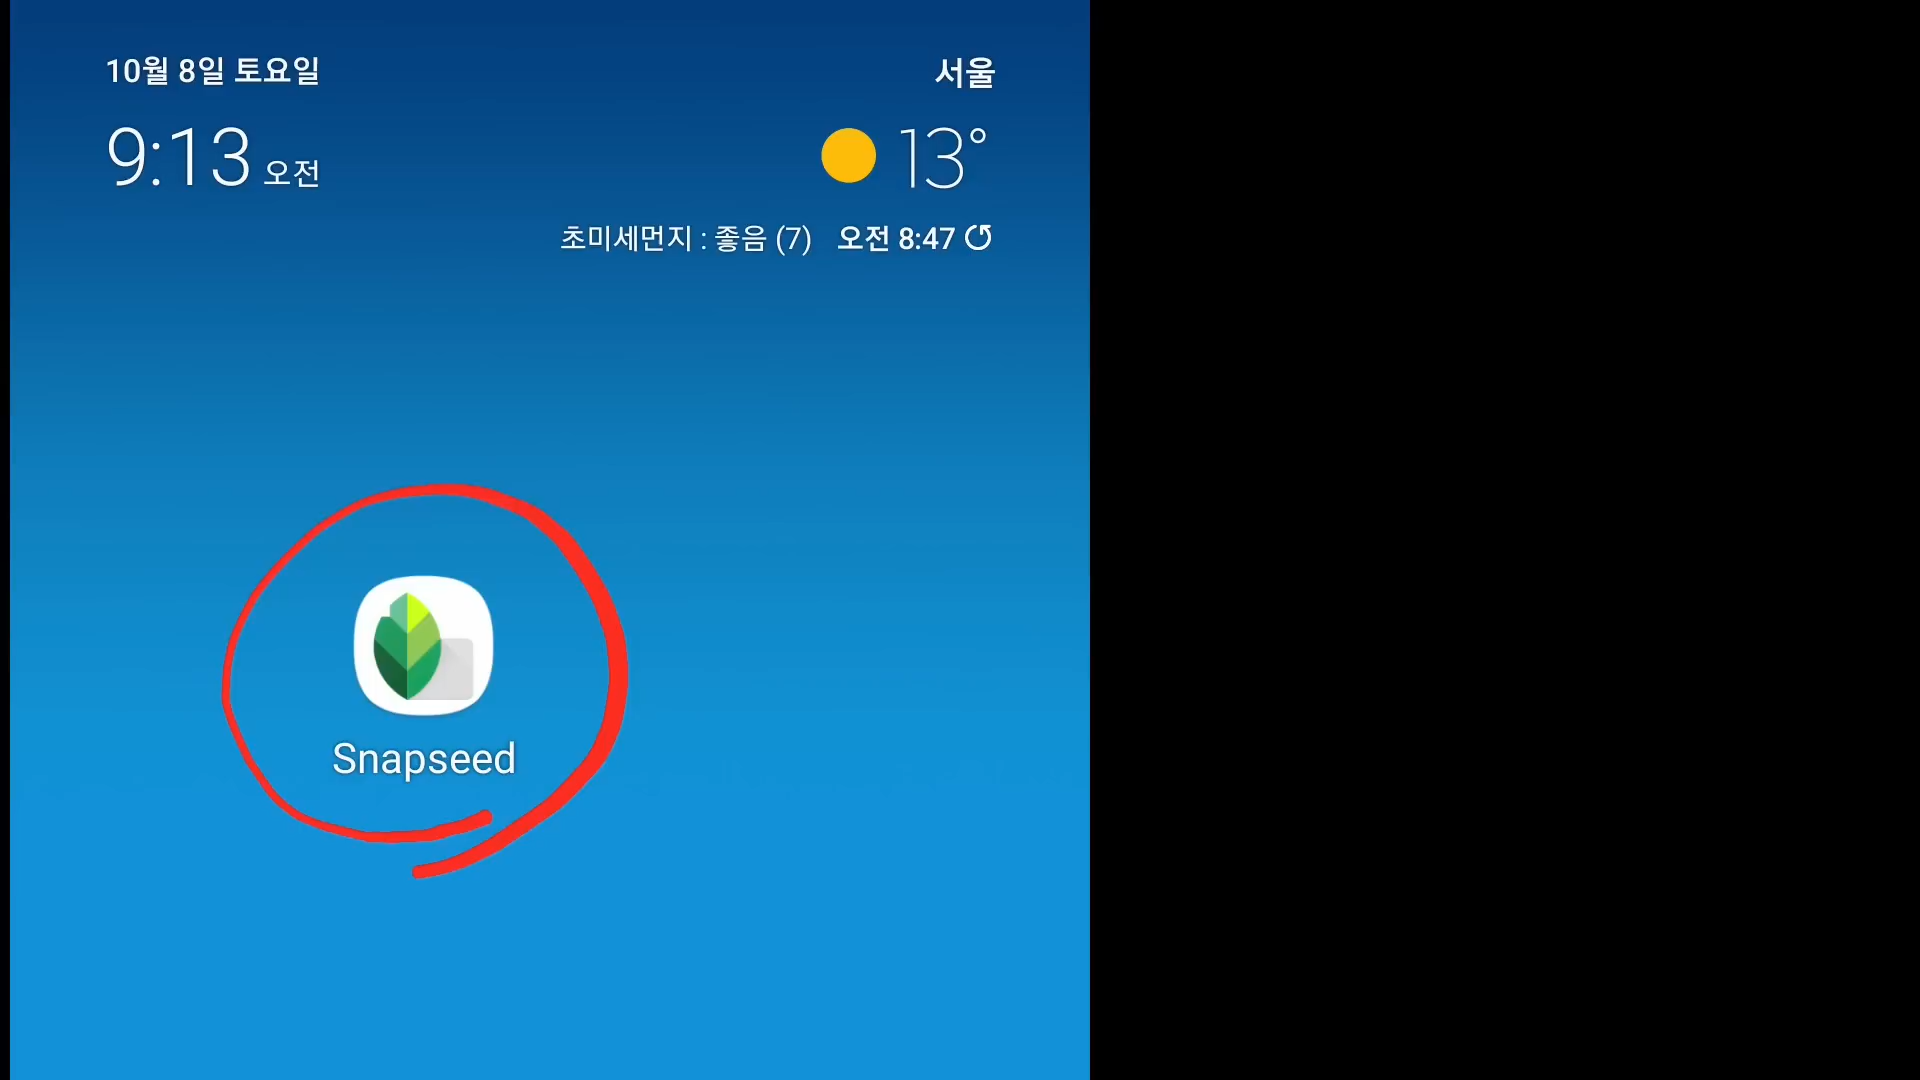 10월 8일 토요일
서울
9:13 오전
13°
초미세먼지 : 좋음 (7) 오전 8:47
Snapseed